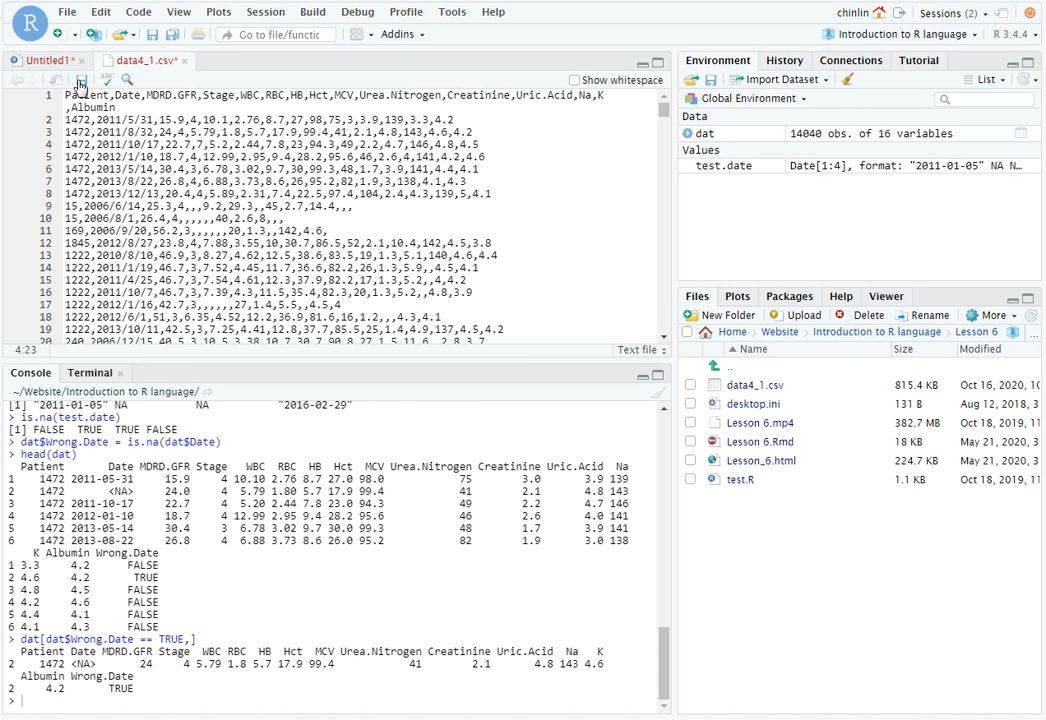 File Edit Code View Plots Session Build Debug Profile Tools Help
chinlin Sessions (2)
R
Go to file/functic Addins
Introduction to R language R 3.4.4
Untitled1* × data4_1.csv* ×
Show whitespace
1 Patient,Date,MDRD.GFR,Stage,WBC,RBC,HB,Hct,MCV,Urea.Nitrogen,Creatinine,Uric.Acid,Na,K
,Albumin
2 1472,2011/5/31,15.9,4,10.1,2.76,8.7,27,98,75,3,3.9,139,3.3,4.2
3 1472,2011/8/32,24,4,5.79,1.8,5.7,17.9,99.4,41,2.1,4.8,143,4.6,4.2
4 1472,2011/10/17,22.7,7,5.2,2.44,7.8,23,94.3,49,2.2,4.7,146,4.8,4.5
5 1472,2012/1/10,18.7,4,12.99,2.95,9.4,28.2,95.6,46,2.6,4,141,4.2,4.6
6 1472,2013/5/14,30.4,3,6.78,3.02,9.7,30,99.3,48,1.7,3.9,141,4.4,4.1
7 1472,2013/8/22,26.8,4,6.88,3.73,8.6,26,95.2,82,1.9,3,138,4.1,4.3
8 1472,2013/12/13,20.4,4,5.89,2.31,7.4,22.5,97.4,104,2.4,4.3,139,5,4.1
9 15,2006/6/14,25.3,4,,,9.2,29.3,,45,2.7,14.4,,,
10 15,2006/8/1,26.4,4,,,,,,40,2.6,8,,,
11 169,2006/9/20,56.2,3,,,,,,20,1.3,,142,4.6,
12 1845,2012/8/27,23.8,4,7.88,3.55,10,30.7,86.5,52,2.1,10.4,142,4.5,3.8
13 1222,2010/8/10,46.9,3,8.27,4.62,12.5,38.6,83.5,19,1.3,5.1,140,4.6,4.4
14 1222,2011/1/19,46.7,3,7.52,4.45,11.7,36.6,82.2,26,1.3,5.9,,4.5,4.1
15 1222,2011/4/25,46.7,3,7.54,4.61,12.3,37.9,82.2,17,1.3,5.2,,4,4.2
16 1222,2011/10/7,46.7,3,7.39,4.3,11.5,35.4,82.3,20,1.3,5.2,,4.8,3.9
17 1222,2012/1/16,42.7,3,,,,,,27,1.4,5.5,,4.5,4
18 1222,2012/6/1,51,3,6.35,4.52,12.2,36.9,81.6,16,1.2,,,4.3,4.1
19 1222,2013/10/11,42.5,3,7.25,4.41,12.8,37.7,85.5,25,1.4,4.9,137,4.5,4.2
4:23 Text file
Console Terminal ×
~/Website/Introduction to R language/
[1] "2011-01-05" NA NA "2016-02-29"
> is.na(test.date)
[1] FALSE TRUE TRUE FALSE
> dat$Wrong.Date = is.na(dat$Date)
> head(dat)
Patient Date MDRD.GFR Stage WBC RBC HB Hct MCV Urea.Nitrogen Creatinine Uric.Acid Na
1 1472 2011-05-31 15.9 4 10.10 2.76 8.7 27.0 98.0 75 3.0 3.9 139
2 1472 <NA> 24.0 4 5.79 1.80 5.7 17.9 99.4 41 2.1 4.8 143
3 1472 2011-10-17 22.7 4 5.20 2.44 7.8 23.0 94.3 49 2.2 4.7 146
4 1472 2012-01-10 18.7 4 12.99 2.95 9.4 28.2 95.6 46 2.6 4.0 141
5 1472 2013-05-14 30.4 3 6.78 3.02 9.7 30.0 99.3 48 1.7 3.9 141
6 1472 2013-08-22 26.8 4 6.88 3.73 8.6 26.0 95.2 82 1.9 3.0 138
K Albumin Wrong.Date
1 3.3 4.2 FALSE
2 4.6 4.2 TRUE
3 4.8 4.5 FALSE
4 4.2 4.6 FALSE
5 4.4 4.1 FALSE
6 4.1 4.3 FALSE
> dat[dat$Wrong.Date == TRUE,]
Patient Date MDRD.GFR Stage WBC RBC HB Hct MCV Urea.Nitrogen Creatinine Uric.Acid Na K
2 1472 <NA> 24 4 5.79 1.8 5.7 17.9 99.4 41 2.1 4.8 143 4.6
Albumin Wrong.Date
2 4.2 TRUE
>
Environment History Connections Tutorial
Import Dataset List
Global Environment
Data
dat 14040 obs. of 16 variables
Values
test.date Date[1:4], format: "2011-01-05" NA N…
Files Plots Packages Help Viewer
New Folder Upload Delete Rename More
Home Website Introduction to R language Lesson 6 ...
Name Size Modified
..
data4_1.csv 815.4 KB Oct 16, 2020, 10
desktop.ini 131 B Aug 12, 2018, 3
Lesson 6.mp4 382.7 MB Oct 18, 2019, 11
Lesson 6.Rmd 18 KB May 21, 2020, 3
Lesson_6.html 224.7 KB May 21, 2020, 3
test.R 1.1 KB Oct 18, 2019, 11